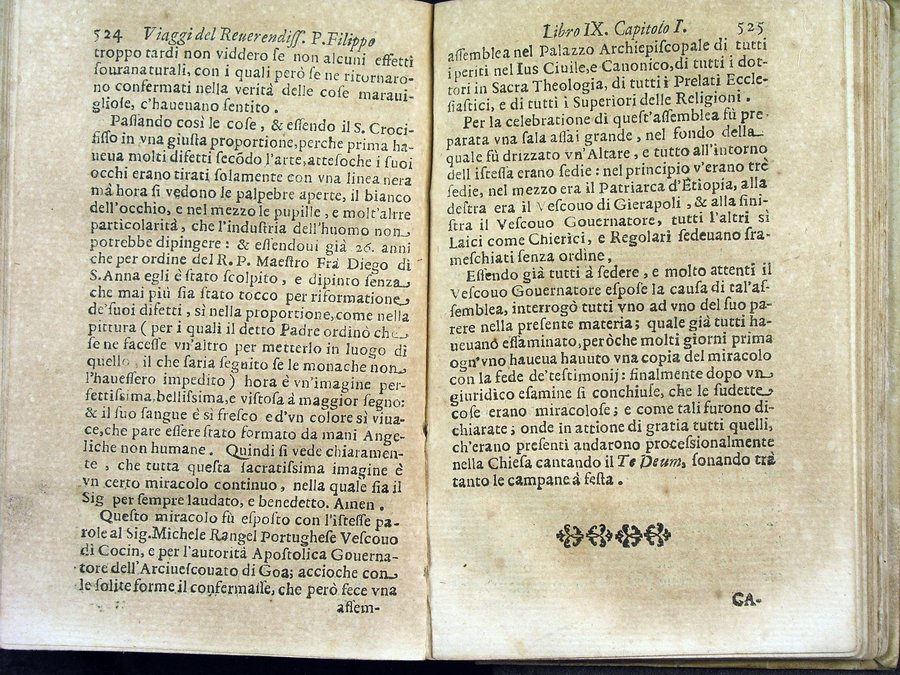 524 Viaggi del Reuerendiss. P. Filippo
troppo tardi non viddero se non alcuni effetti
souranaturali, con i quali però se ne ritornaro-
no confermati nella verità delle cose maraui-
gliose, c'haueuano sentito.
Passando così le cose, & essendo il S. Croci-
fisso in vna giusta proportione, perche prima ha-
ueua molti difetti secōdo l'arte, attesoche i suoi
occhi erano tirati solamente con vna linea nera
mà hora si vedono le palpebre aperte, il bianco
dell'occhio, e nel mezzo le pupille, e molt'altre
particolarità, che l'industria dell'huomo non
potrebbe dipingere: & essendoui già 26. anni
che per ordine del R. P. Maestro Frà Diego di
S. Anna egli è stato scolpito, e dipinto senza
che mai più sia stato tocco per riformatione
de'suoi difetti, sì nella proportione, come nella
pittura (per i quali il detto Padre ordinò che
se ne facesse vn'altro per metterlo in luogo di
quello, il che saria seguito se le monache non
l'hauessero impedito) hora è vn'imagine per-
fettissima, bellissima, e vistosa à maggior segno:
& il suo sangue è sì fresco e d'vn colore sì viua-
ce, che pare essere stato formato da mani Ange-
liche non humane. Quindi si vede chiaramen-
te, che tutta questa sacratissima imagine è
vn certo miracolo continuo, nella quale sia il
Sig per sempre laudato, e benedetto. Amen.
Questo miracolo fù esposto con l'istesse pa-
role al Sig. Michele Rangel Portughese Vescouo
di Cocin, e per l'autorità Apostolica Gouerna-
tore dell'Arciuescouato di Goa; accioche con
le solite forme il confermasse, che però fece vna
assem-
Libro IX. Capitolo I. 525
assemblea nel Palazzo Archiepiscopale di tutti
i periti nel Ius Ciuile, e Canonico, di tutti i dot-
tori in Sacra Theologia, di tutti i Prelati Eccle-
siastici, e di tutti i Superiori delle Religioni.
Per la celebratione di quest'assemblea fù pre-
parata vna sala assai grande, nel fondo della
quale fù drizzato vn'Altare, e tutto all'intorno
dell istessa erano sedie: nel principio v'erano trè
sedie, nel mezzo era il Patriarca d'Etiopia, alla
destra era il Vescouo di Gierapoli, & alla sini-
stra il Vescouo Gouernatore, tutti l'altri sì
Laici come Chierici, e Regolari sedeuano fra-
meschiati senza ordine,
Essendo già tutti à sedere, e molto attenti il
Vescouo Gouernatore espose la causa di tal'as-
semblea, interrogò tutti vno ad vno del suo pa-
rere nella presente materia; quale già tutti ha-
ueuano essaminato, peròche molti giorni prima
ogn'vno haueua hauuto vna copia del miracolo
con la fede de'testimonij: finalmente dopo vn
giuridico esamine si conchiuse, che le sudette
cose erano miracolose; e come tali furono di-
chiarate; onde in attione di gratia tutti quelli,
ch'erano presenti andarono processionalmente
nella Chiesa cantando il Te Deum, sonando trà
tanto le campane à festa.
CA-